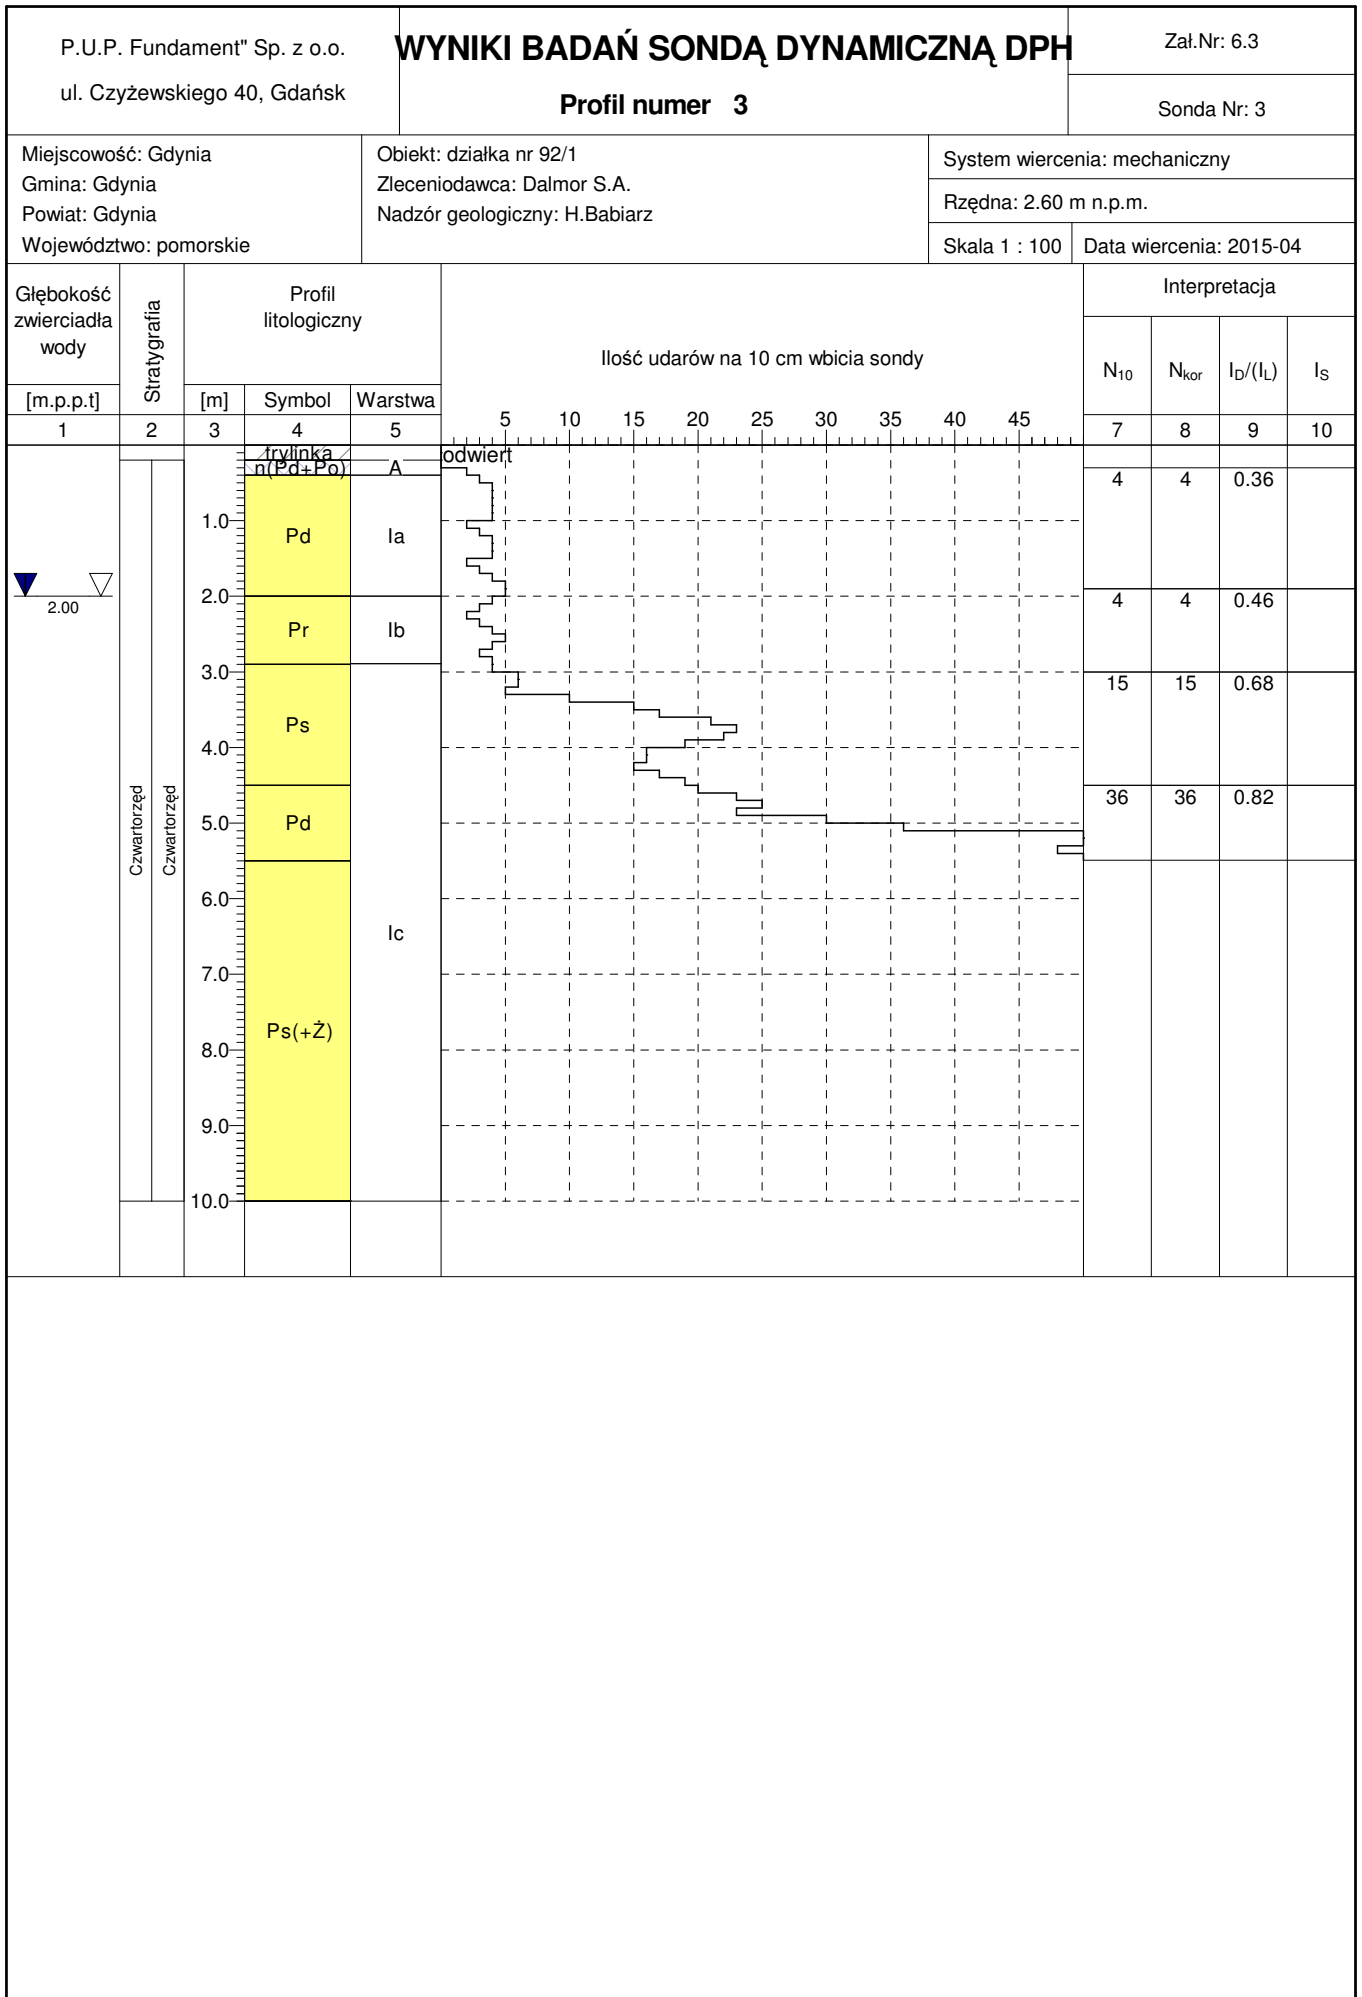 P.U.P. Fundament" Sp. z o.o.
ul. Czyżewskiego 40, Gdańsk
WYNIKI BADAŃ SONDĄ DYNAMICZNĄ DPH
Profil numer 3
Zał.Nr: 6.3
Sonda Nr: 3
Miejscowość: Gdynia
Gmina: Gdynia
Powiat: Gdynia
Województwo: pomorskie
Obiekt: działka nr 92/1
Zleceniodawca: Dalmor S.A.
Nadzór geologiczny: H.Babiarz
System wiercenia: mechaniczny
Rzędna: 2.60 m n.p.m.
Skala 1 : 100
Data wiercenia: 2015-04
Głębokość
zwierciadła
wody
[m.p.p.t]
Stratygrafia
Profil
litologiczny
[m]
Symbol
Warstwa
Ilość udarów na 10 cm wbicia sondy
5 10 15 20 25 30 35 40 45
Interpretacja
N10
Nkor
ID/(IL)
IS
1 2 3 4 5 7 8 9 10
trylinka
odwiert
n(Pd+Po) A
4 4 0.36
1.0
Pd Ia
2.00
2.0
4 4 0.46
Pr Ib
3.0
15 15 0.68
Ps
4.0
36 36 0.82
Czwartorzęd
Czwartorzęd
Pd
5.0
6.0
Ic
7.0
Ps(+Ż)
8.0
9.0
10.0